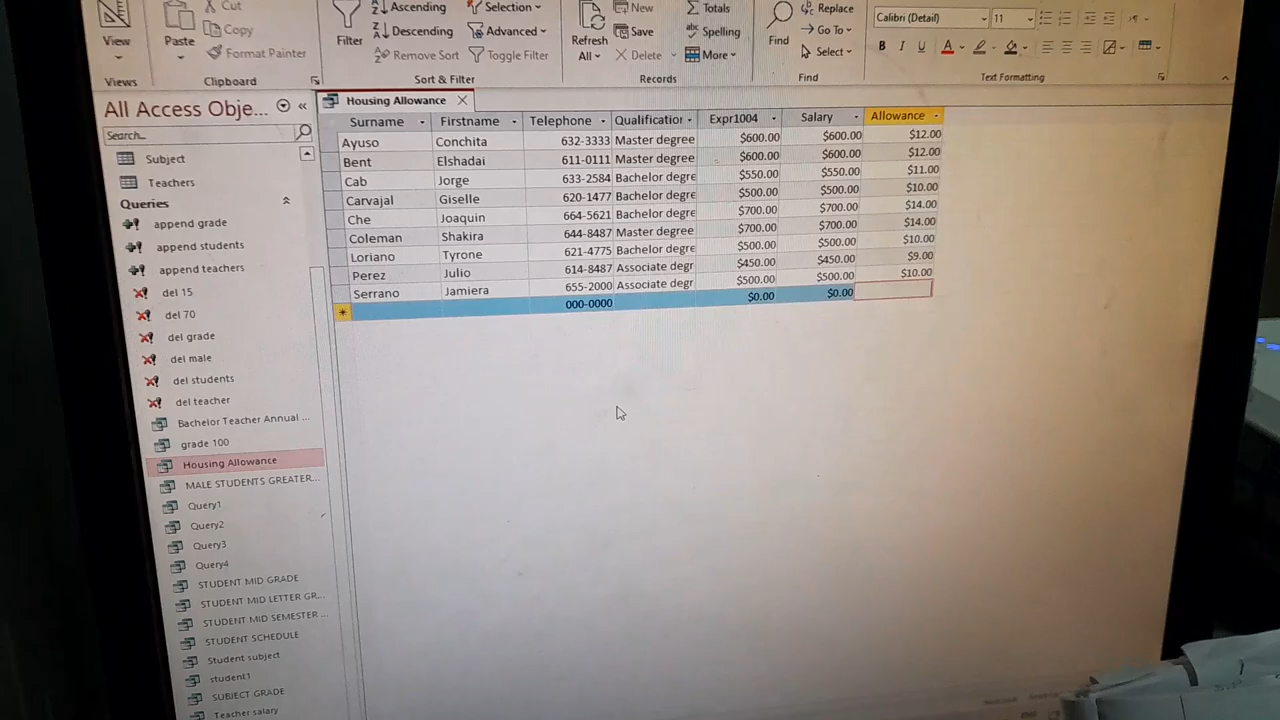 Cut
Copy
Format Painter
View
Paste
Views
Clipboard
Filter
Ascending
Descending
Remove Sort
Selection
Advanced
Toggle Filter
Sort & Filter
Refresh
All
New
Save
Delete
Totals
Spelling
More
Records
Find
Replace
Go To
Select
Find
Calibri (Detail) 11
B I U A
Text Formatting
All Access Obje...
Search...
Subject
Teachers
Queries
append grade
append students
append teachers
del 15
del 70
del grade
del male
del students
del teacher
Bachelor Teacher Annual ...
grade 100
Housing Allowance
MALE STUDENTS GREATER...
Query1
Query2
Query3
Query4
STUDENT MID GRADE
STUDENT MID LETTER GR...
STUDENT MID SEMESTER ...
STUDENT SCHEDULE
Student subject
student1
SUBJECT GRADE
Teacher salary
Housing Allowance
Surname Firstname Telephone Qualification Expr1004 Salary Allowance
Ayuso Conchita 632-3333 Master degree $600.00 $600.00 $12.00
Bent Elshadai 611-0111 Master degree $600.00 $600.00 $12.00
Cab Jorge 633-2584 Bachelor degre $550.00 $550.00 $11.00
Carvajal Giselle 620-1477 Bachelor degre $500.00 $500.00 $10.00
Che Joaquin 664-5621 Bachelor degre $700.00 $700.00 $14.00
Coleman Shakira 644-8487 Master degree $700.00 $700.00 $14.00
Loriano Tyrone 621-4775 Bachelor degre $500.00 $500.00 $10.00
Perez Julio 614-8487 Associate degr $450.00 $450.00 $9.00
Serrano Jamiera 655-2000 Associate degr $500.00 $500.00 $10.00
000-0000 $0.00 $0.00